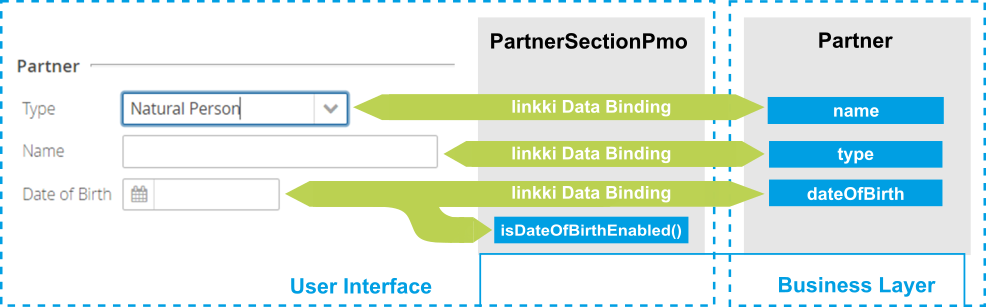 PartnerSectionPmo
Partner
Partner
Type
Natural Person
linkki Data Binding
name
Name
linkki Data Binding
type
Date of Birth
linkki Data Binding
dateOfBirth
isDateOfBirthEnabled()
User Interface
Business Layer